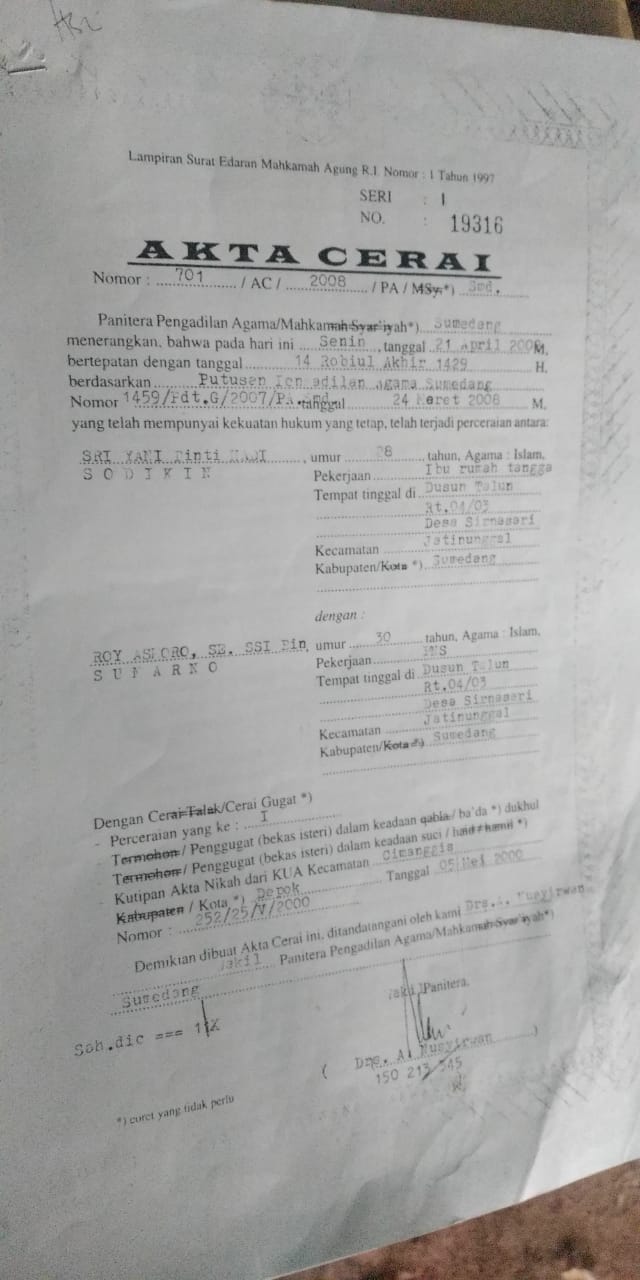 Lampiran Surat Edaran Mahkamah Agung R.I. Nomor : 1 Tahun 1997
SERI : I
NO. : 19316
AKTA CERAI
Nomor : 701 / AC / 2008 / PA / MSy.*) Smd.
Panitera Pengadilan Agama/Mahkamah Syar'iyah*) Sumedang
menerangkan, bahwa pada hari ini Senin, tanggal 21 April 2008 M,
bertepatan dengan tanggal 14 Robiul Akhir 1429 H,
berdasarkan Putusan agama Sumedang
Nomor 1459/Pdt.G/2007/PA.Smd tanggal 24 Maret 2008 M.
yang telah mempunyai kekuatan hukum yang tetap, telah terjadi perceraian antara:
SRI YANI Binti , umur 28 tahun, Agama : Islam,
SODIKIN
Pekerjaan Ibu rumah tangga
Tempat tinggal di Dusun Talun
Rt.04/03
Desa Sirnasari
Kecamatan Jatinunggal
Kabupaten/Kota *) Sumedang
dengan :
ROY ASMORO, SE. SSI Bin, umur 30 tahun, Agama : Islam,
SUNARNO
Pekerjaan PNS
Tempat tinggal di Dusun Talun
Rt.04/03
Desa Sirnasari
Kecamatan Jatinunggal
Kabupaten/Kota *) Sumedang
Dengan Cerai Talak/Cerai Gugat *)
- Perceraian yang ke : I
- Termohon / Penggugat (bekas isteri) dalam keadaan qabla / ba'da *) dukhul
- Termohon / Penggugat (bekas isteri) dalam keadaan suci / haid / hamil *)
- Kutipan Akta Nikah dari KUA Kecamatan Cimanggis
Kabupaten / Kota *) Depok Tanggal 05 Mei 2000
Nomor : 252/25/V/2000
Demikian dibuat Akta Cerai ini, ditandatangani oleh kami Drs. A. Nusyirwan
Wakil Panitera Pengadilan Agama/Mahkamah Syar'iyah*)
Sumedang
Wakil Panitera,
Sab.dic === 1
( Drs. A. Nusyirwan )
150 213 545
*) coret yang tidak perlu